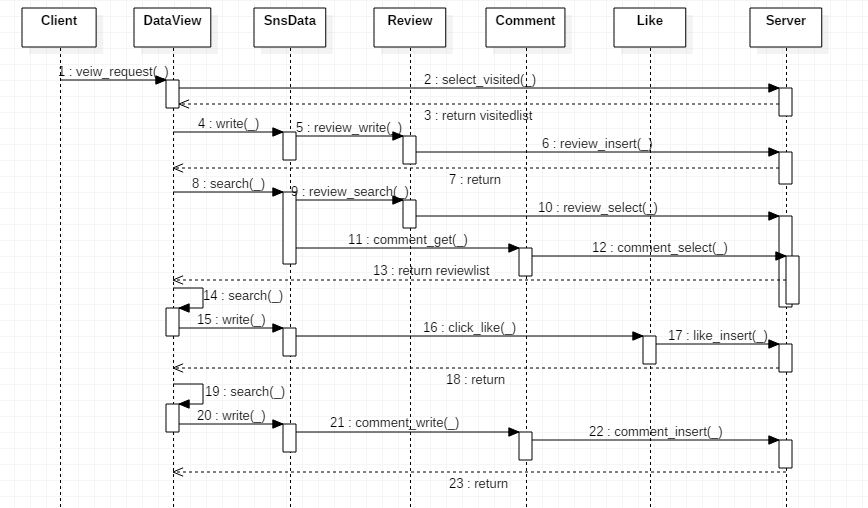 Client DataView SnsData Review Comment Like Server
1 : veiw_request(_)
2 : select_visited(_)
3 : return visitedlist
4 : write(_)
5 : review_write(_)
6 : review_insert(_)
7 : return
8 : search(_)
9 : review_search(_)
10 : review_select(_)
11 : comment_get(_)
12 : comment_select(_)
13 : return reviewlist
14 : search(_)
15 : write(_)
16 : click_like(_)
17 : like_insert(_)
18 : return
19 : search(_)
20 : write(_)
21 : comment_write(_)
22 : comment_insert(_)
23 : return